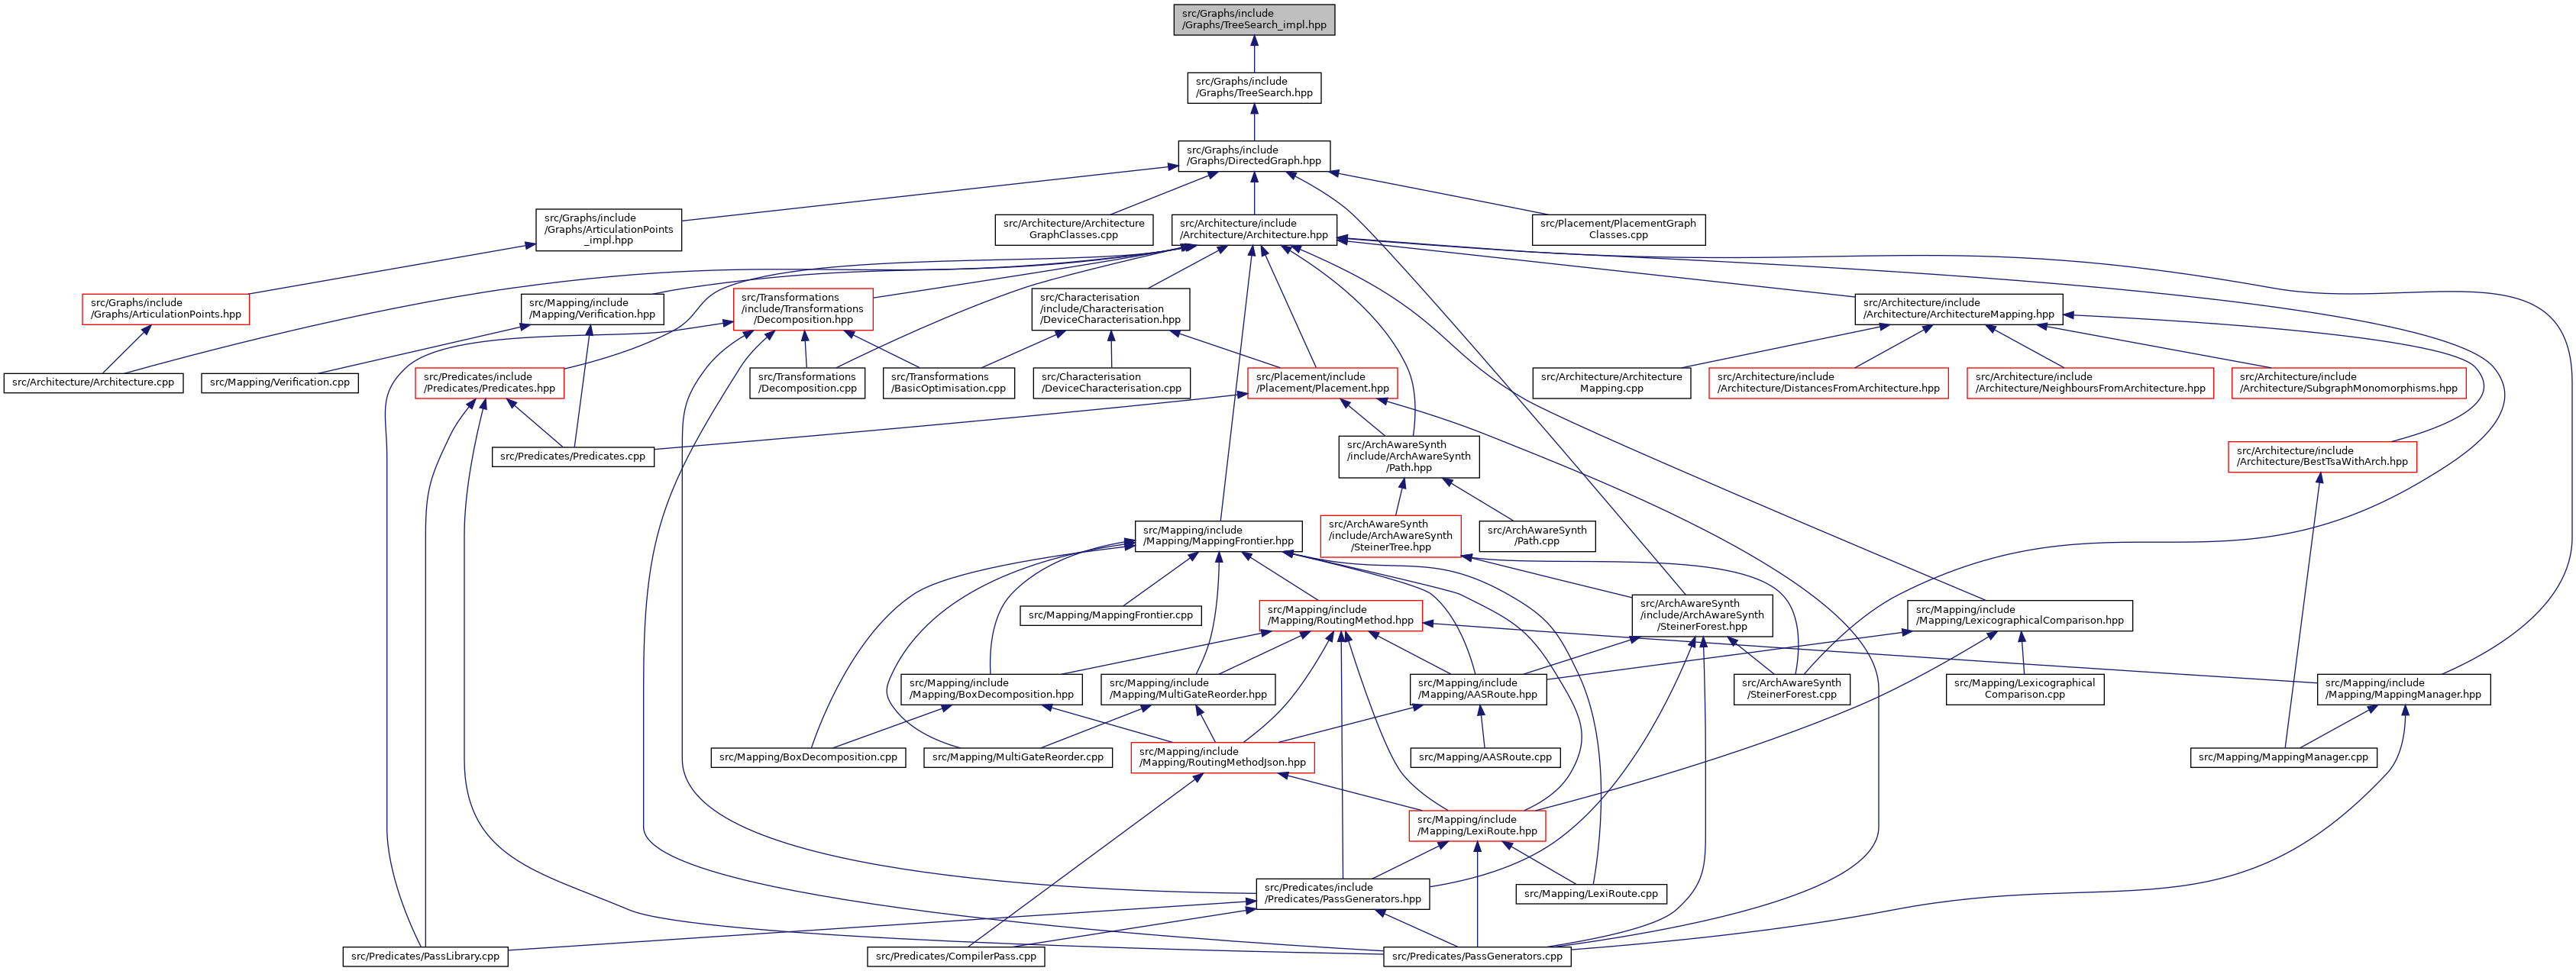 src/Graphs/include
/Graphs/TreeSearch_impl.hpp
src/Graphs/include
/Graphs/TreeSearch.hpp
src/Graphs/include
/Graphs/DirectedGraph.hpp
src/Graphs/include
/Graphs/ArticulationPoints
_impl.hpp
src/Architecture/Architecture
GraphClasses.cpp
src/Architecture/include
/Architecture/Architecture.hpp
src/Placement/PlacementGraph
Classes.cpp
src/Graphs/include
/Graphs/ArticulationPoints.hpp
src/Mapping/include
/Mapping/Verification.hpp
src/Transformations
/include/Transformations
/Decomposition.hpp
src/Characterisation
/include/Characterisation
/DeviceCharacterisation.hpp
src/Architecture/include
/Architecture/ArchitectureMapping.hpp
src/Architecture/Architecture.cpp
src/Mapping/Verification.cpp
src/Predicates/include
/Predicates/Predicates.hpp
src/Transformations
/Decomposition.cpp
src/Transformations
/BasicOptimisation.cpp
src/Characterisation
/DeviceCharacterisation.cpp
src/Placement/include
/Placement/Placement.hpp
src/Architecture/Architecture
Mapping.cpp
src/Architecture/include
/Architecture/DistancesFromArchitecture.hpp
src/Architecture/include
/Architecture/NeighboursFromArchitecture.hpp
src/Architecture/include
/Architecture/SubgraphMonomorphisms.hpp
src/Predicates/Predicates.cpp
src/ArchAwareSynth
/include/ArchAwareSynth
/Path.hpp
src/Architecture/include
/Architecture/BestTsaWithArch.hpp
src/Mapping/include
/Mapping/MappingFrontier.hpp
src/ArchAwareSynth
/include/ArchAwareSynth
/SteinerTree.hpp
src/ArchAwareSynth
/Path.cpp
src/Mapping/MappingFrontier.cpp
src/Mapping/include
/Mapping/RoutingMethod.hpp
src/ArchAwareSynth
/include/ArchAwareSynth
/SteinerForest.hpp
src/Mapping/include
/Mapping/LexicographicalComparison.hpp
src/Mapping/include
/Mapping/BoxDecomposition.hpp
src/Mapping/include
/Mapping/MultiGateReorder.hpp
src/Mapping/include
/Mapping/AASRoute.hpp
src/ArchAwareSynth
/SteinerForest.cpp
src/Mapping/Lexicographical
Comparison.cpp
src/Mapping/include
/Mapping/MappingManager.hpp
src/Mapping/BoxDecomposition.cpp
src/Mapping/MultiGateReorder.cpp
src/Mapping/include
/Mapping/RoutingMethodJson.hpp
src/Mapping/AASRoute.cpp
src/Mapping/MappingManager.cpp
src/Mapping/include
/Mapping/LexiRoute.hpp
src/Predicates/include
/Predicates/PassGenerators.hpp
src/Mapping/LexiRoute.cpp
src/Predicates/PassLibrary.cpp
src/Predicates/CompilerPass.cpp
src/Predicates/PassGenerators.cpp